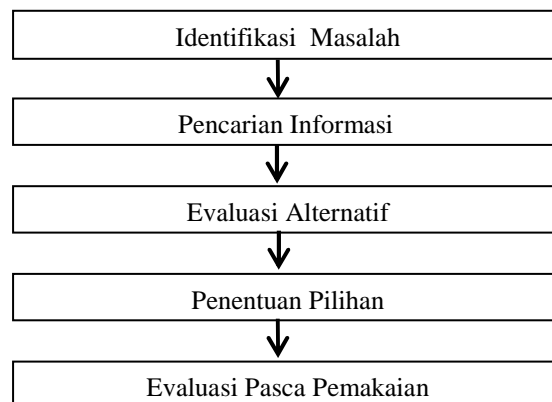 Identifikasi Masalah
Pencarian Informasi
Evaluasi Alternatif
Penentuan Pilihan
Evaluasi Pasca Pemakaian